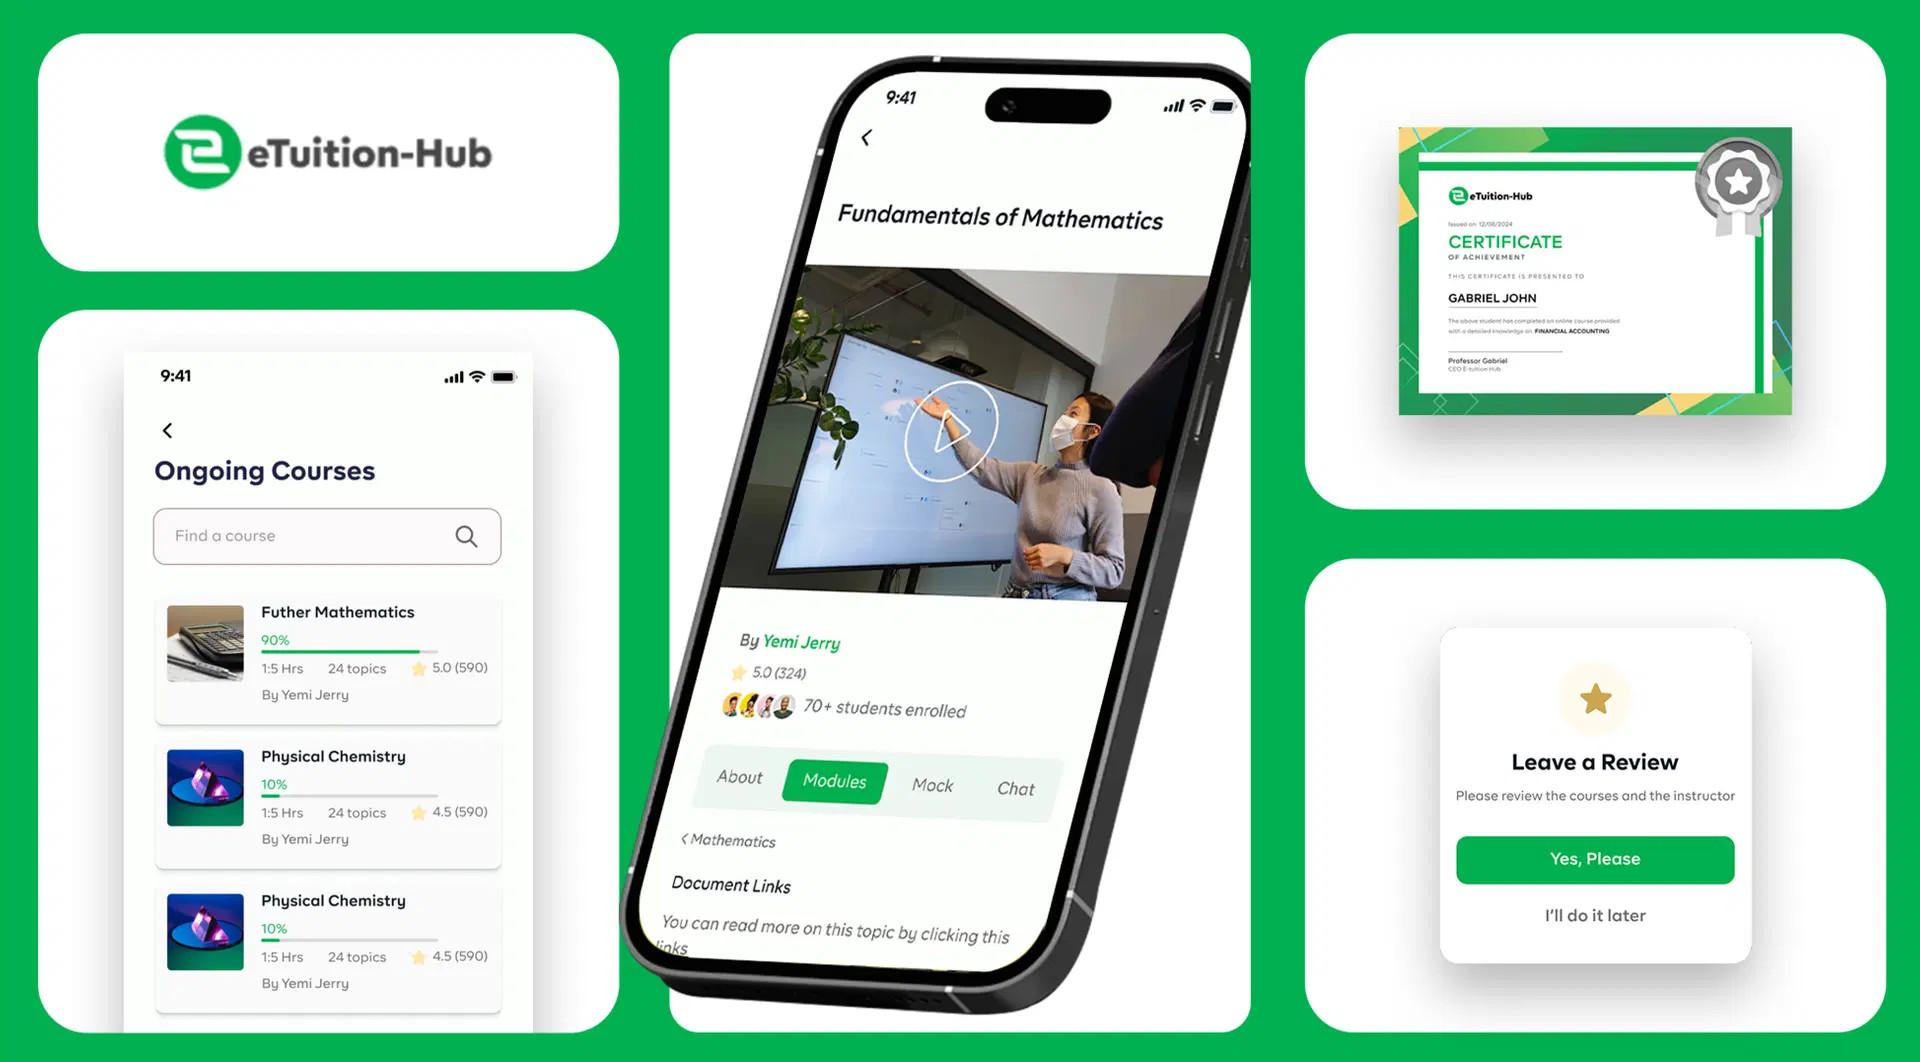 eTuition-Hub
9:41
Ongoing Courses
Find a course
Futher Mathematics
90%
1:5 Hrs 24 topics 5.0 (590)
By Yemi Jerry
Physical Chemistry
10%
1:5 Hrs 24 topics 4.5 (590)
By Yemi Jerry
Physical Chemistry
10%
1:5 Hrs 24 topics 4.5 (590)
By Yemi Jerry
9:41
Fundamentals of Mathematics
By Yemi Jerry
5.0 (324)
70+ students enrolled
About Modules Mock Chat
Mathematics
Document Links
You can read more on this topic by clicking this
links
eTuition-Hub
Issued on: 12/08/2024
CERTIFICATE
OF ACHIEVEMENT
THIS CERTIFICATE IS PRESENTED TO
GABRIEL JOHN
The above student has completed an online course provided
with a detailed knowledge on FINANCIAL ACCOUNTING
Professor Gabriel
CEO E-tuition Hub
Leave a Review
Please review the courses and the instructor
Yes, Please
I'll do it later